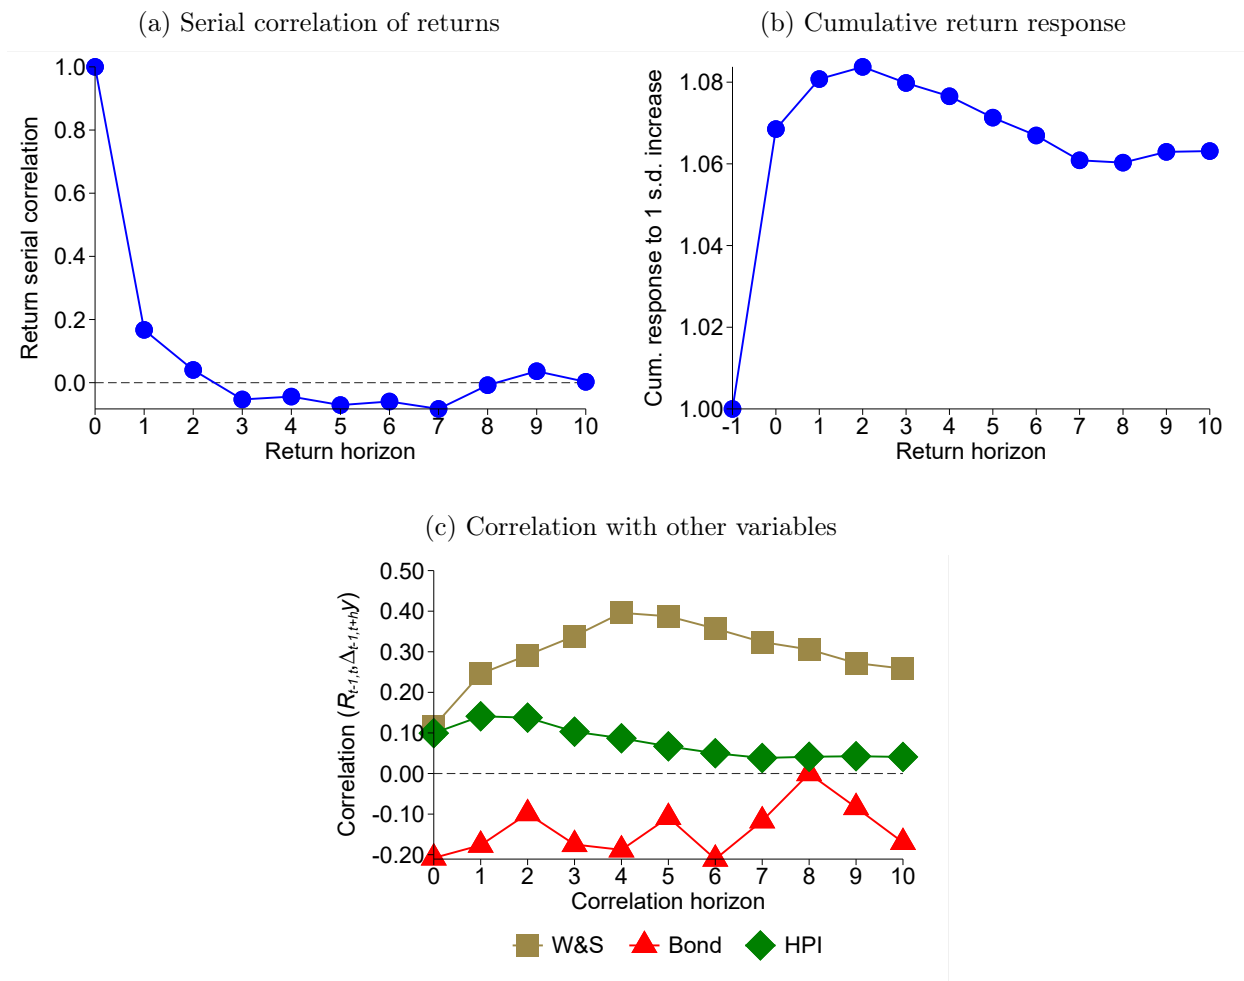 (a) Serial correlation of returns
Return serial correlation
1.0
0.8
0.6
0.4
0.2
0.0
0 1 2 3 4 5 6 7 8 9 10
Return horizon
(b) Cumulative return response
Cum. response to 1 s.d. increase
1.08
1.06
1.04
1.02
1.00
-1 0 1 2 3 4 5 6 7 8 9 10
Return horizon
(c) Correlation with other variables
Correlation (R_{t-1,t},Δ_{t-1,t+h}y)
0.50
0.40
0.30
0.20
0.10
0.00
-0.10
-0.20
0 1 2 3 4 5 6 7 8 9 10
Correlation horizon
W&S Bond HPI